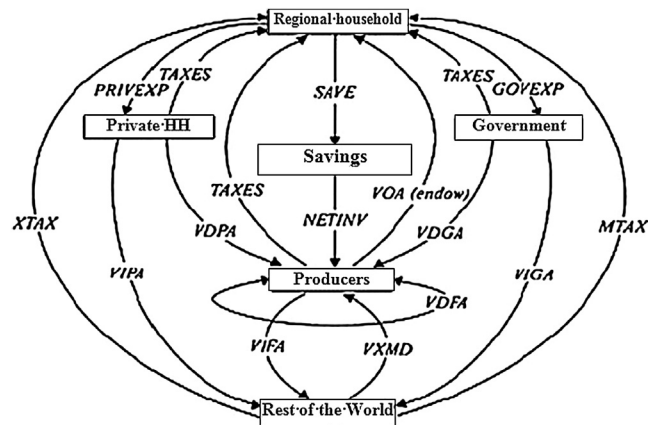 Regional·household
TAXES
PRIVEXP
TAXES
GOVEXP
SAVE
Private·HH
Government
Savings
TAXES
VOA (endow)
XTAX
NETINV
MTAX
VDPA
VDGA
VIPA
VIGA
Producers
VDFA
VIFA
VXMD
Rest·of·the·World